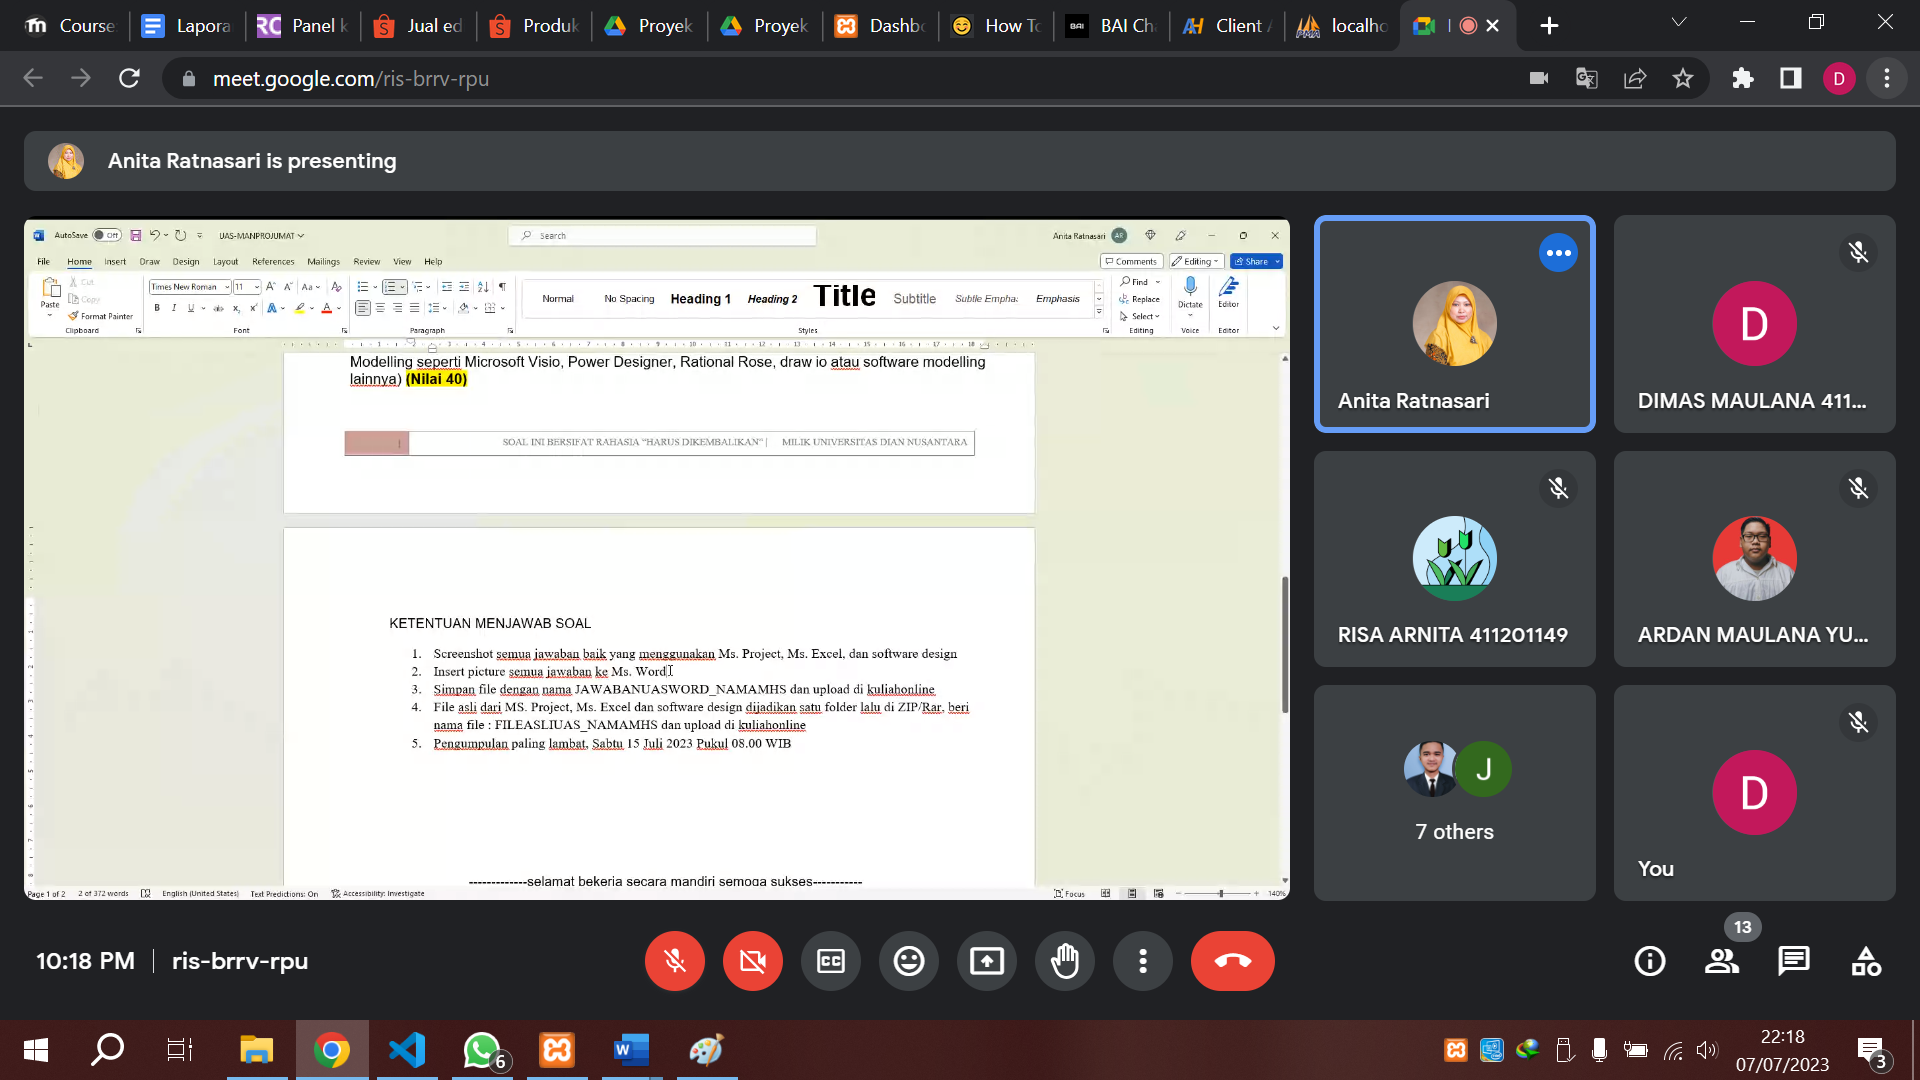 Course
Lapora
Panel k
Jual ed
Produk
Proyek
Proyek
Dashbo
How To
BAI
BAI Ch
Client A
localho
meet.google.com/ris-brrv-rpu
D
Anita Ratnasari is presenting
AutoSave Off UAS-MANPROJUMAT
Search
Anita Ratnasari AR
File Home Insert Draw Design Layout References Mailings Review View Help
Comments Editing Share
Paste Cut Copy Format Painter
Times New Roman 11
Normal No Spacing Heading 1 Heading 2 Title Subtitle Subtle Empha: Emphasis
Find Replace Select Dictate Editor
Clipboard Font Paragraph Styles Editing Voice Editor
Modelling seperti Microsoft Visio, Power Designer, Rational Rose, draw io atau software modelling
lainnya) (Nilai 40)
SOAL INI BERSIFAT RAHASIA "HARUS DIKEMBALIKAN" | MILIK UNIVERSITAS DIAN NUSANTARA
KETENTUAN MENJAWAB SOAL
1. Screenshot semua jawaban baik yang menggunakan Ms. Project, Ms. Excel, dan software design
2. Insert picture semua jawaban ke Ms. Word
3. Simpan file dengan nama JAWABANUASWORD_NAMAMHS dan upload di kuliahonline
4. File asli dari MS. Project, Ms. Excel dan software design dijadikan satu folder lalu di ZIP/Rar, beri
nama file : FILEASLIUAS_NAMAMHS dan upload di kuliahonline
5. Pengumpulan paling lambat, Sabtu 15 Juli 2023 Pukul 08.00 WIB
-------------selamat bekerja secara mandiri semoga sukses-----------
Page 1 of 2 2 of 372 words English (United States) Text Predictions: On Accessibility: Investigate Focus 140%
Anita Ratnasari
D
DIMAS MAULANA 411...
RISA ARNITA 411201149
ARDAN MAULANA YU...
J
7 others
D
You
10:18 PM | ris-brrv-rpu
CC
13
6
22:18
07/07/2023
3